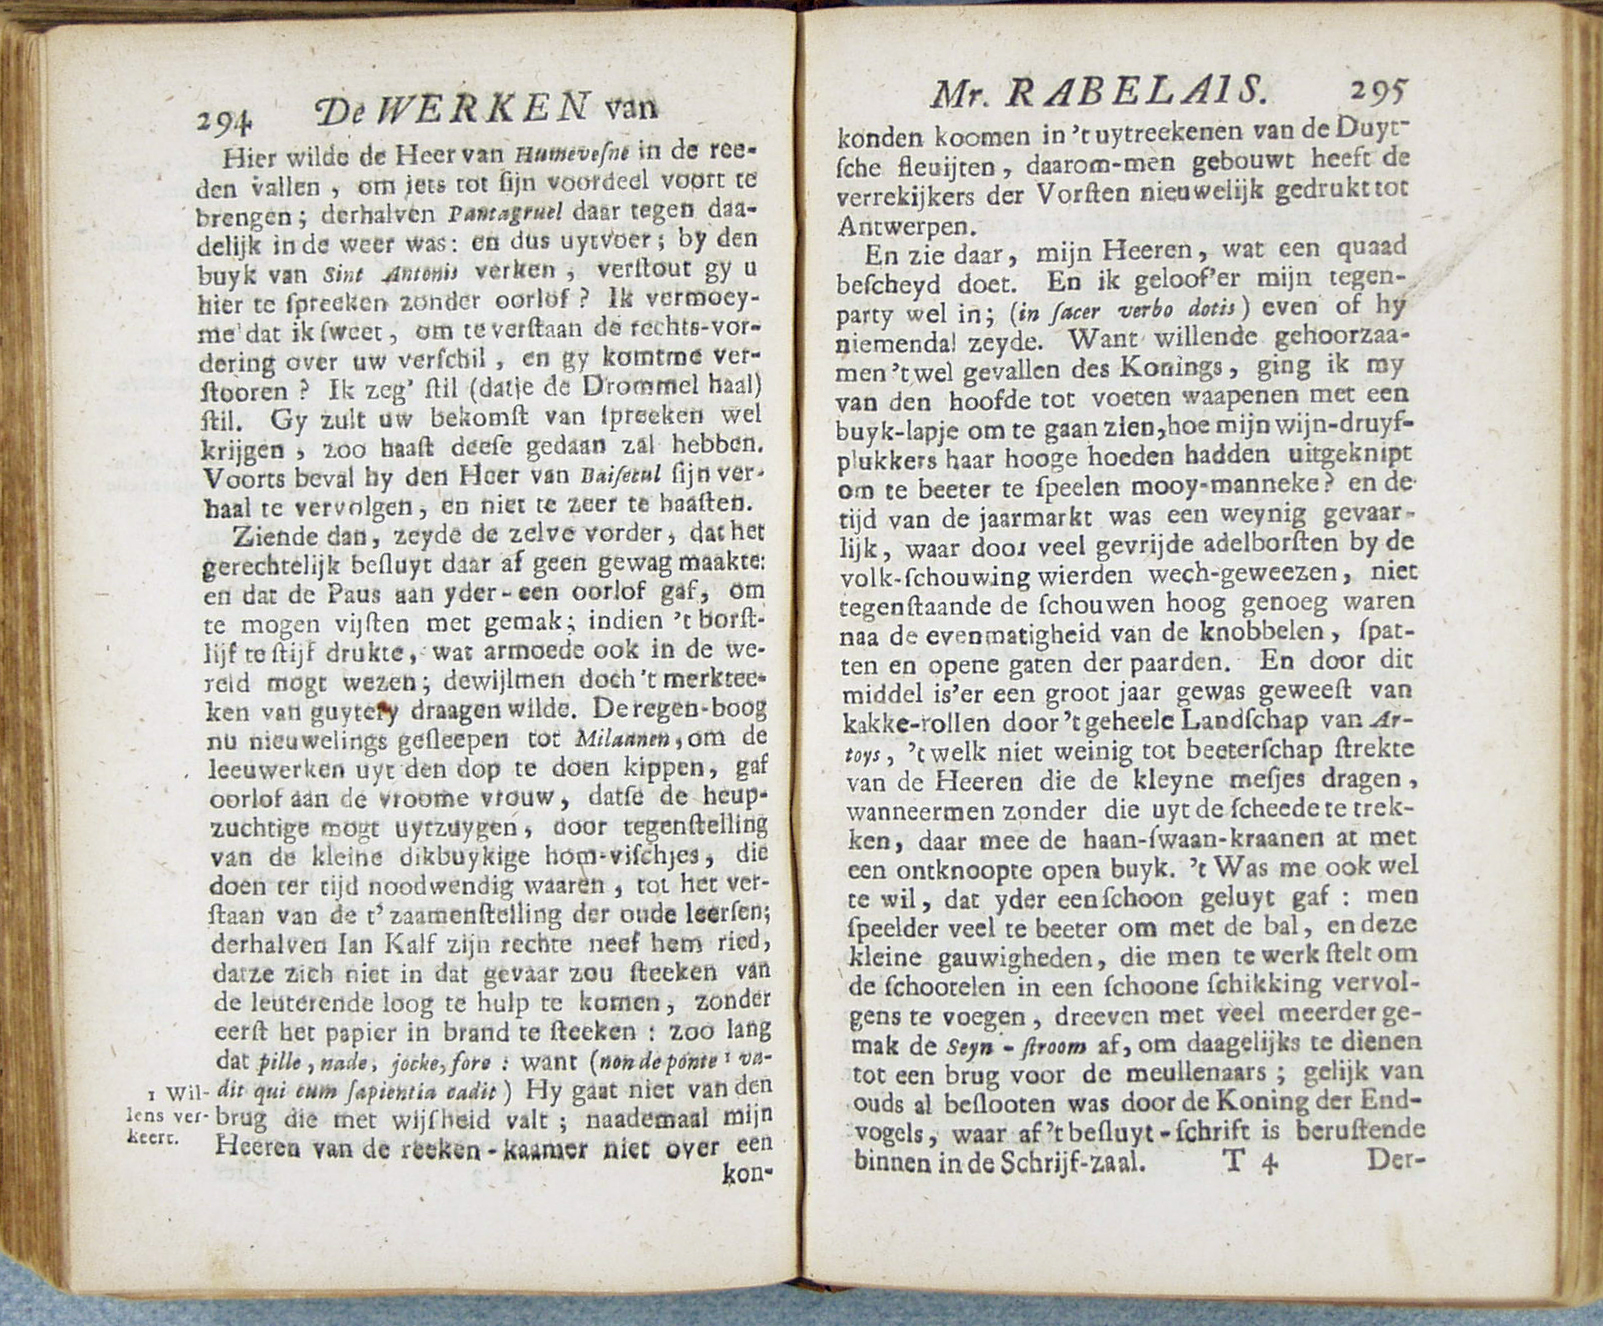 294 De WERKEN van
Hier wilde de Heer van Humeveſne in de ree-
den vallen, om jets tot ſijn voordeel voort te
brengen; derhalven Pantagruel daar tegen daa-
delijk in de weer was: en dus uytvoer; by den
buyk van Sint Antonis verken, verſtout gy u
hier te ſpreeken zonder oorlof? Ik vermoey-
me dat ik ſweet, om te verſtaan de rechts-vor-
dering over uw verſchil, en gy komtme ver-
ſtooren? Ik zeg' ſtil (datje de Drommel haal)
ſtil. Gy zult uw bekomſt van ſpreeken wel
krijgen, zoo haaſt deeſe gedaan zal hebben.
Voorts beval hy den Heer van Baiſecul ſijn ver-
haal te vervolgen, en niet te zeer te haaſten.
Ziende dan, zeyde de zelve vorder, dat het
gerechtelijk beſluyt daar af geen gewag maakte:
en dat de Paus aan yder-een oorlof gaf, om
te mogen vijſten met gemak; indien 't borſt-
lijf te ſtijf drukte, wat armoede ook in de we-
reld mogt wezen; dewijlmen doch 't merktee-
ken van guytery draagen wilde. De regen-boog
nu nieuwelings geſleepen tot Milaanen, om de
leeuwerken uyt den dop te doen kippen, gaf
oorlof aan de vroome vrouw, datſe de heup-
zuchtige mogt uytzuygen, door tegenſtelling
van de kleine dikbuykige hom-viſchjes, die
doen ter tijd noodwendig waaren, tot het ver-
ſtaan van de t'zaamenſtelling der oude leerſen;
derhalven Ian Kalf zijn rechte neef hem ried,
datze zich niet in dat gevaar zou ſteeken van
de leuterende loog te hulp te komen, zonder
eerſt het papier in brand te ſteeken: zoo lang
dat pille, nade, jocke, fore: want (non de ponte 1 va-
dit qui cum ſapientia cadit) Hy gaat niet van den
brug die met wijſheid valt; naademaal mijn
Heeren van de reeken-kaamer niet over een
kon-
1 Wil-
lens ver-
keert.
Mr. RABELAIS. 295
konden koomen in 't uytreekenen van de Duyt-
ſche fleuijten, daarom-men gebouwt heeft de
verrekijkers der Vorſten nieuwelijk gedrukt tot
Antwerpen.
En zie daar, mijn Heeren, wat een quaad
beſcheyd doet. En ik geloof'er mijn tegen-
party wel in; (in ſacer verbo dotis) even of hy
niemendal zeyde. Want willende gehoorzaa-
men 't wel gevallen des Konings, ging ik my
van den hoofde tot voeten waapenen met een
buyk-lapje om te gaan zien, hoe mijn wijn-druyf-
plukkers haar hooge hoeden hadden uitgeknipt
om te beeter te ſpeelen mooy-manneke? en de
tijd van de jaarmarkt was een weynig gevaar-
lijk, waar door veel gevrijde adelborſten by de
volk-ſchouwing wierden wech-geweezen, niet
tegenſtaande de ſchouwen hoog genoeg waren
naa de evenmatigheid van de knobbelen, ſpat-
ten en opene gaten der paarden. En door dit
middel is'er een groot jaar gewas geweeſt van
kakke-rollen door 't geheele Landſchap van Ar-
toys, 't welk niet weinig tot beeterſchap ſtrekte
van de Heeren die de kleyne mesjes dragen,
wanneermen zonder die uyt de ſcheede te trek-
ken, daar mee de haan-ſwaan-kraanen at met
een ontknoopte open buyk. 't Was me ook wel
te wil, dat yder een ſchoon geluyt gaf: men
ſpeelder veel te beeter om met de bal, en deze
kleine gauwigheden, die men te werk ſtelt om
de ſchootelen in een ſchoone ſchikking vervol-
gens te voegen, dreeven met veel meerder ge-
mak de Seyn-ſtroom af, om daagelijks te dienen
tot een brug voor de meullenaars; gelijk van
ouds al beſlooten was door de Koning der End-
vogels, waar af 't beſluyt-ſchrift is beruſtende
binnen in de Schrijf-zaal. T 4 Der-